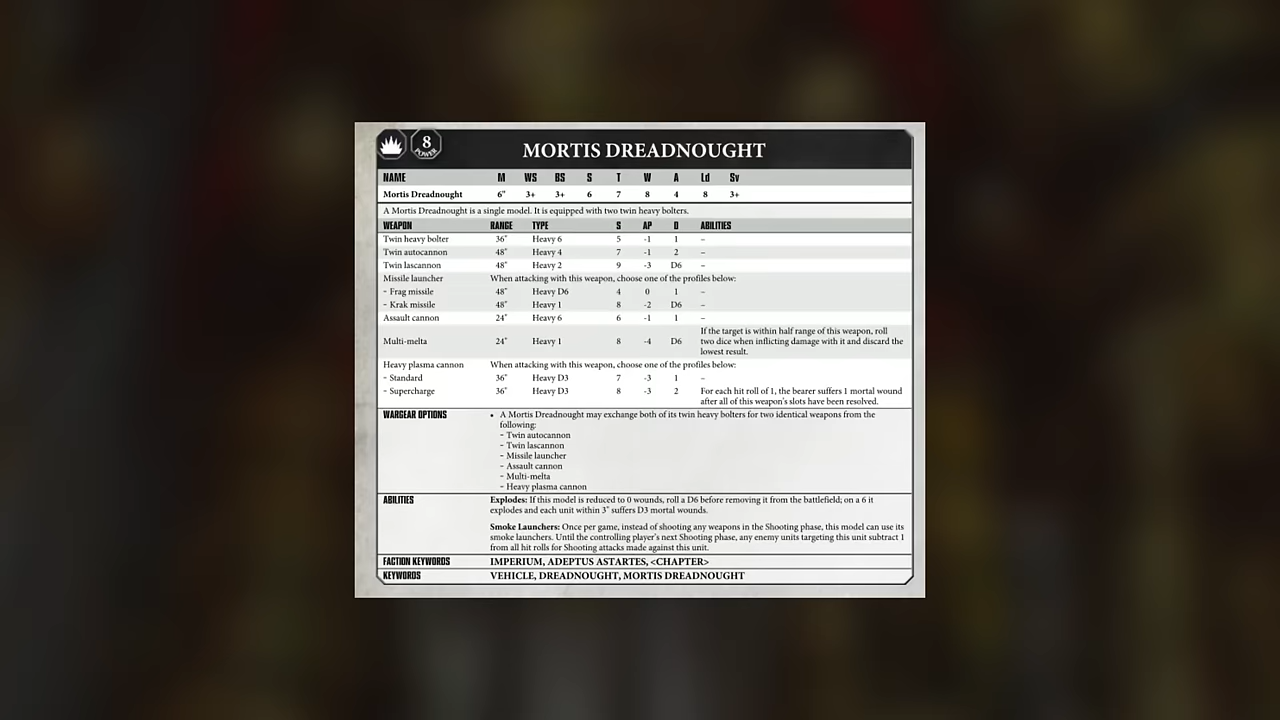 8
POWER
MORTIS DREADNOUGHT
NAME M WS BS S T W A Ld Sv
Mortis Dreadnought 6" 3+ 3+ 6 7 8 4 8 3+
A Mortis Dreadnought is a single model. It is equipped with two twin heavy bolters.
WEAPON RANGE TYPE S AP D ABILITIES
Twin heavy bolter 36" Heavy 6 5 -1 1 –
Twin autocannon 48" Heavy 4 7 -1 2 –
Twin lascannon 48" Heavy 2 9 -3 D6 –
Missile launcher When attacking with this weapon, choose one of the profiles below:
– Frag missile 48" Heavy D6 4 0 1 –
– Krak missile 48" Heavy 1 8 -2 D6 –
Assault cannon 24" Heavy 6 6 -1 1 –
Multi-melta 24" Heavy 1 8 -4 D6 If the target is within half range of this weapon, roll
two dice when inflicting damage with it and discard the
lowest result.
Heavy plasma cannon When attacking with this weapon, choose one of the profiles below:
– Standard 36" Heavy D3 7 -3 1 –
– Supercharge 36" Heavy D3 8 -3 2 For each hit roll of 1, the bearer suffers 1 mortal wound
after all of this weapon's slots have been resolved.
WARGEAR OPTIONS • A Mortis Dreadnought may exchange both of its twin heavy bolters for two identical weapons from the
following:
– Twin autocannon
– Twin lascannon
– Missile launcher
– Assault cannon
– Multi-melta
– Heavy plasma cannon
ABILITIES Explodes: If this model is reduced to 0 wounds, roll a D6 before removing it from the battlefield; on a 6 it
explodes and each unit within 3" suffers D3 mortal wounds.
Smoke Launchers: Once per game, instead of shooting any weapons in the Shooting phase, this model can use its
smoke launchers. Until the controlling player's next Shooting phase, any enemy units targeting this unit subtract 1
from all hit rolls for Shooting attacks made against this unit.
FACTION KEYWORDS IMPERIUM, ADEPTUS ASTARTES, <CHAPTER>
KEYWORDS VEHICLE, DREADNOUGHT, MORTIS DREADNOUGHT